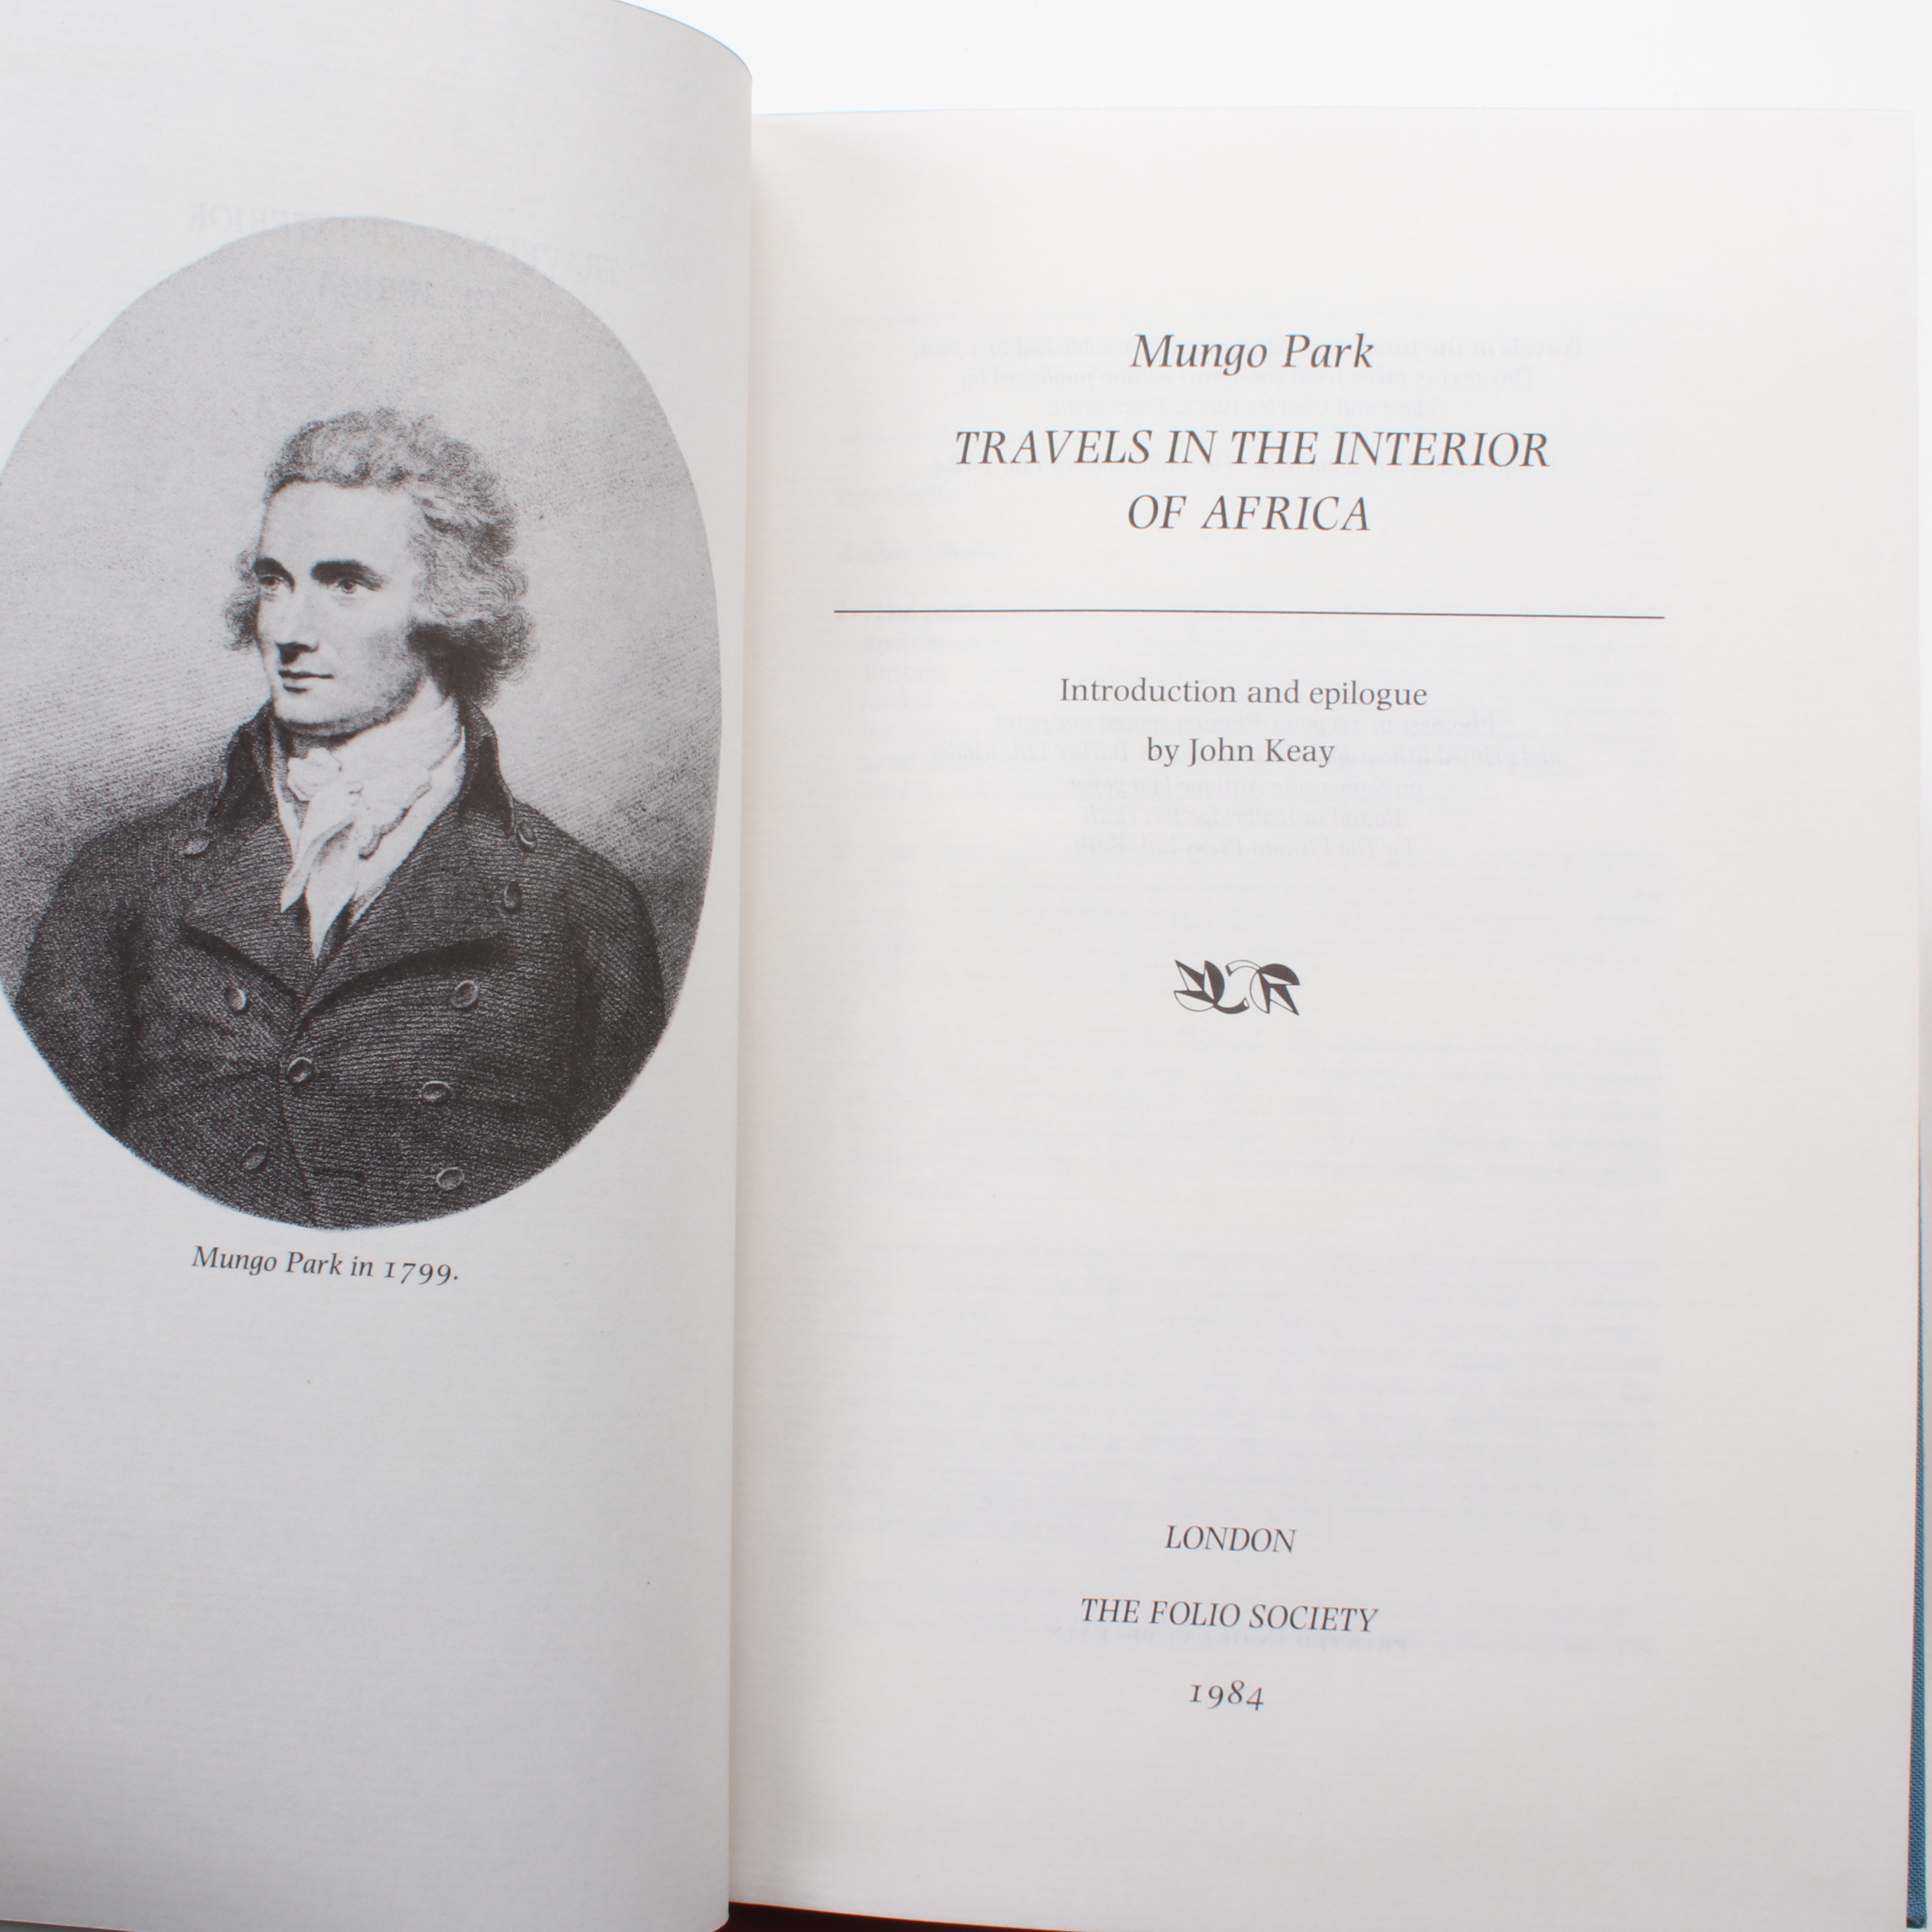 Mungo Park in 1799.
Mungo Park
TRAVELS IN THE INTERIOR
OF AFRICA
Introduction and epilogue
by John Keay
LONDON
THE FOLIO SOCIETY
1984